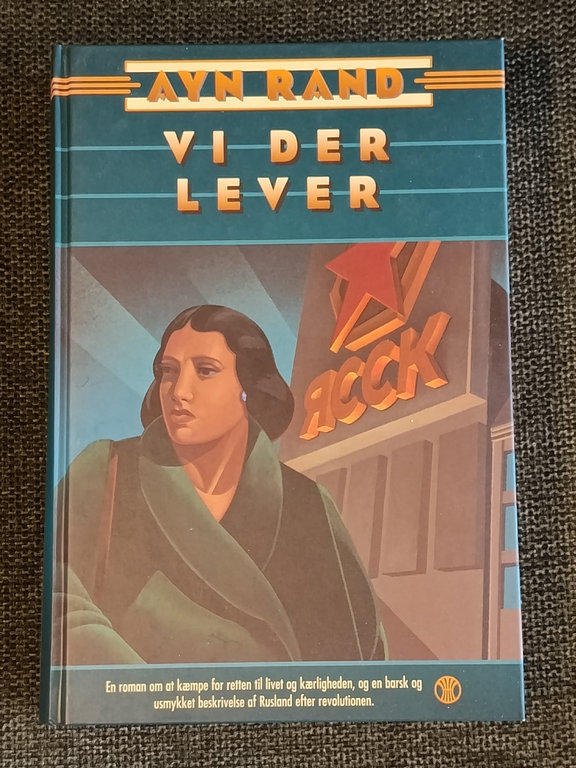 AYN RAND
VI DER
LEVER
ЯССК
En roman om at kæmpe for retten til livet og kærligheden, og en barsk og
usmykket beskrivelse af Rusland efter revolutionen.